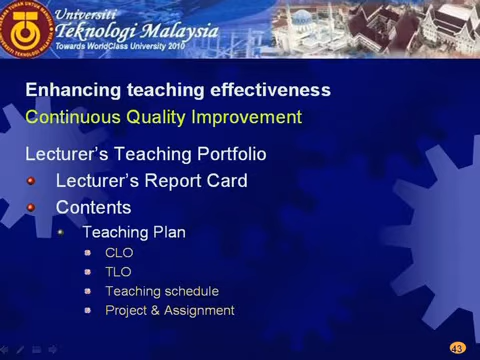 Universiti
Teknologi Malaysia
Towards WorldClass University 2010
Enhancing teaching effectiveness
Continuous Quality Improvement
Lecturer's Teaching Portfolio
Lecturer's Report Card
Contents
Teaching Plan
CLO
TLO
Teaching schedule
Project & Assignment
43